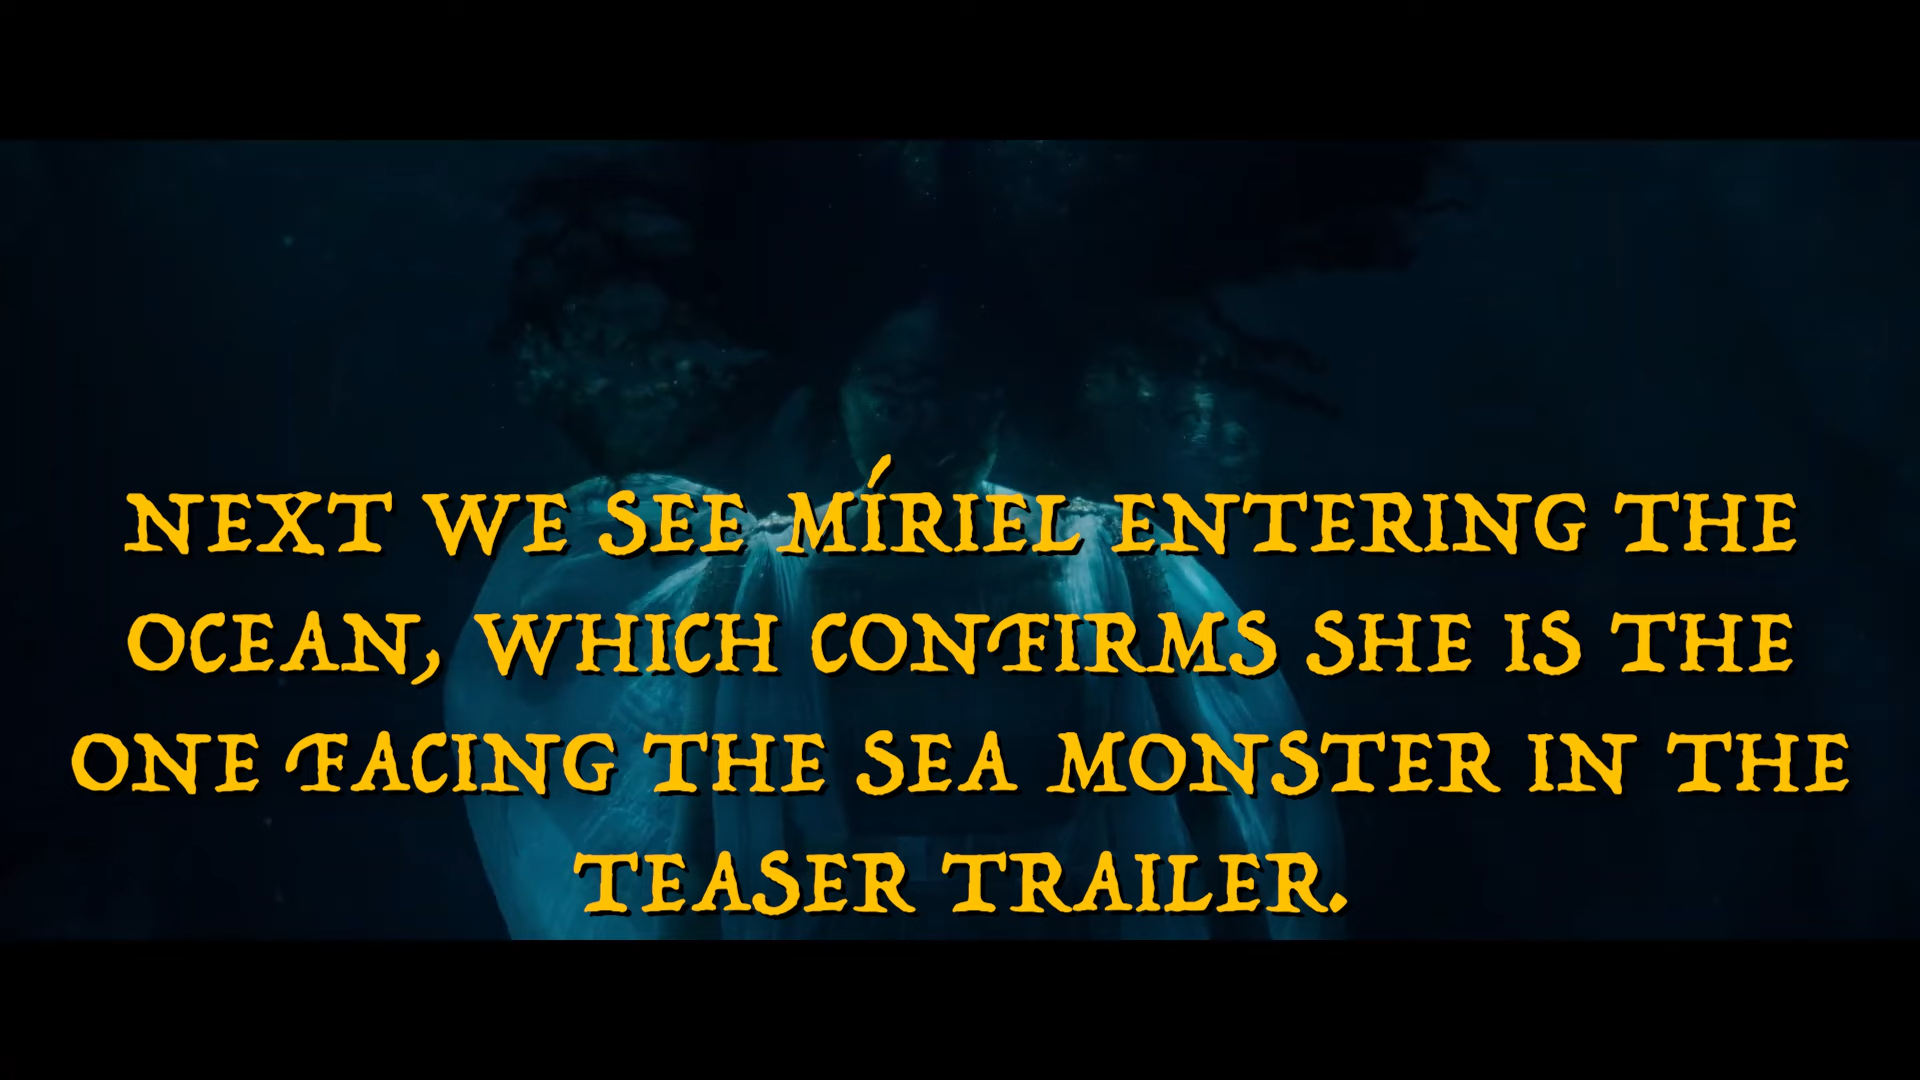 NEXT WE SEE MÍRIEL ENTERING THE
OCEAN, WHICH CONFIRMS SHE IS THE
ONE FACING THE SEA MONSTER IN THE
TEASER TRAILER.